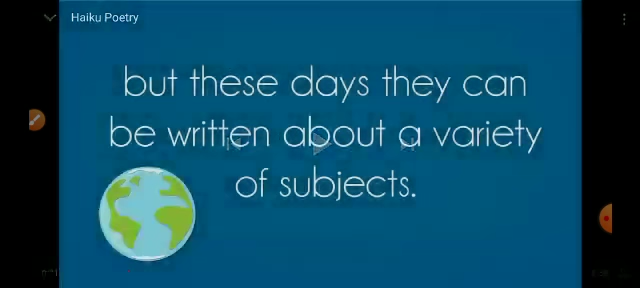 Haiku Poetry
but these days they can
be written about a variety
of subjects.